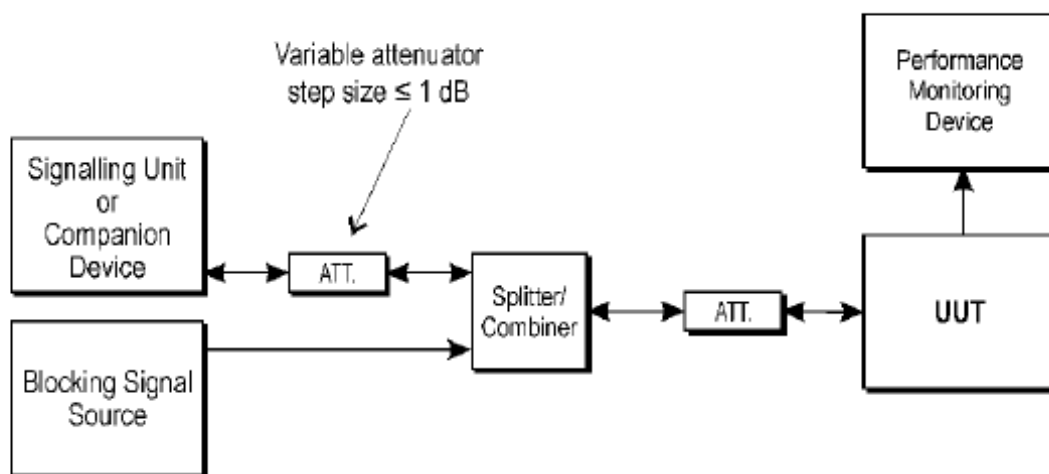 Variable attenuator
step size ≤ 1 dB
Performance
Monitoring
Device
Signalling Unit
or
Companion
Device
ATT.
Splitter/
Combiner
ATT.
UUT
Blocking Signal
Source